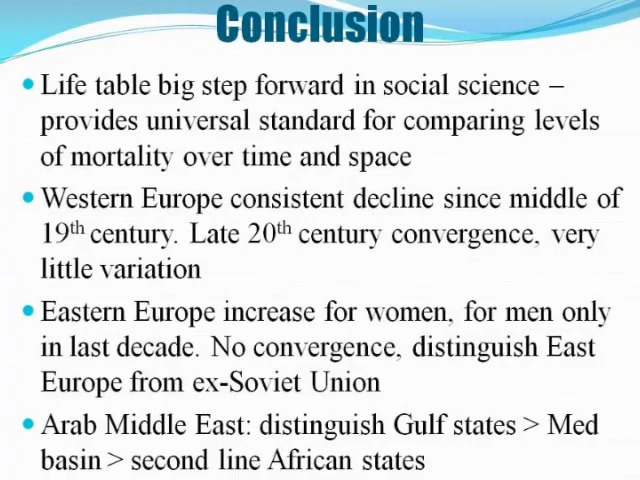 Conclusion
Life table big step forward in social science –
provides universal standard for comparing levels
of mortality over time and space
Western Europe consistent decline since middle of
19th century. Late 20th century convergence, very
little variation
Eastern Europe increase for women, for men only
in last decade. No convergence, distinguish East
Europe from ex-Soviet Union
Arab Middle East: distinguish Gulf states > Med
basin > second line African states